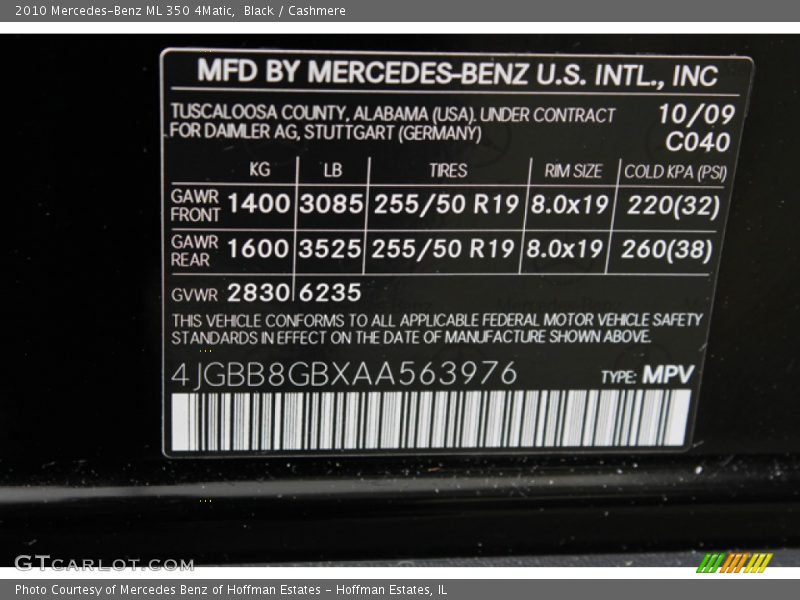 2010 Mercedes-Benz ML 350 4Matic, Black / Cashmere
MFD BY MERCEDES-BENZ U.S. INTL., INC
TUSCALOOSA COUNTY, ALABAMA (USA). UNDER CONTRACT 10/09
FOR DAIMLER AG, STUTTGART (GERMANY) C040
KG LB TIRES RIM SIZE COLD KPA (PSI)
GAWR FRONT 1400 3085 255/50 R19 8.0x19 220(32)
GAWR REAR 1600 3525 255/50 R19 8.0x19 260(38)
GVWR 2830 6235
THIS VEHICLE CONFORMS TO ALL APPLICABLE FEDERAL MOTOR VEHICLE SAFETY
STANDARDS IN EFFECT ON THE DATE OF MANUFACTURE SHOWN ABOVE.
4JGBB8GBXAA563976 TYPE: MPV
GTCARLOT.COM
Photo Courtesy of Mercedes Benz of Hoffman Estates - Hoffman Estates, IL